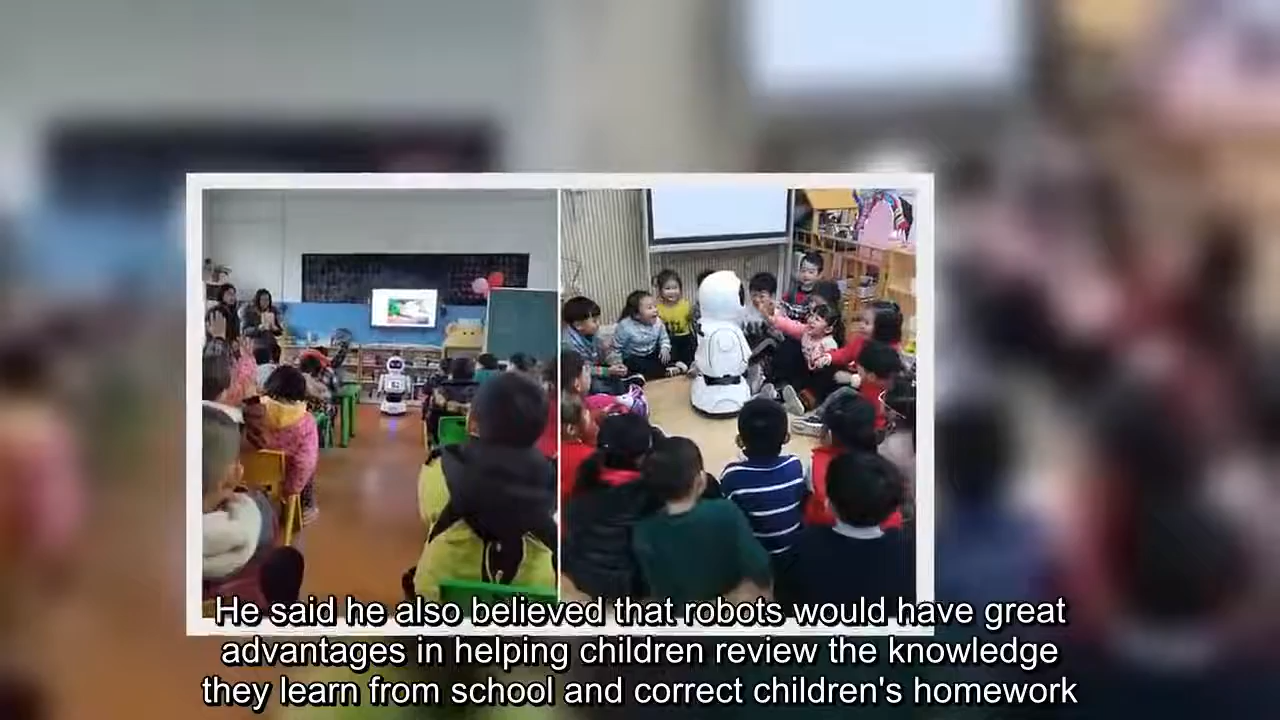 He said he also believed that robots would have great
advantages in helping children review the knowledge
they learn from school and correct children's homework